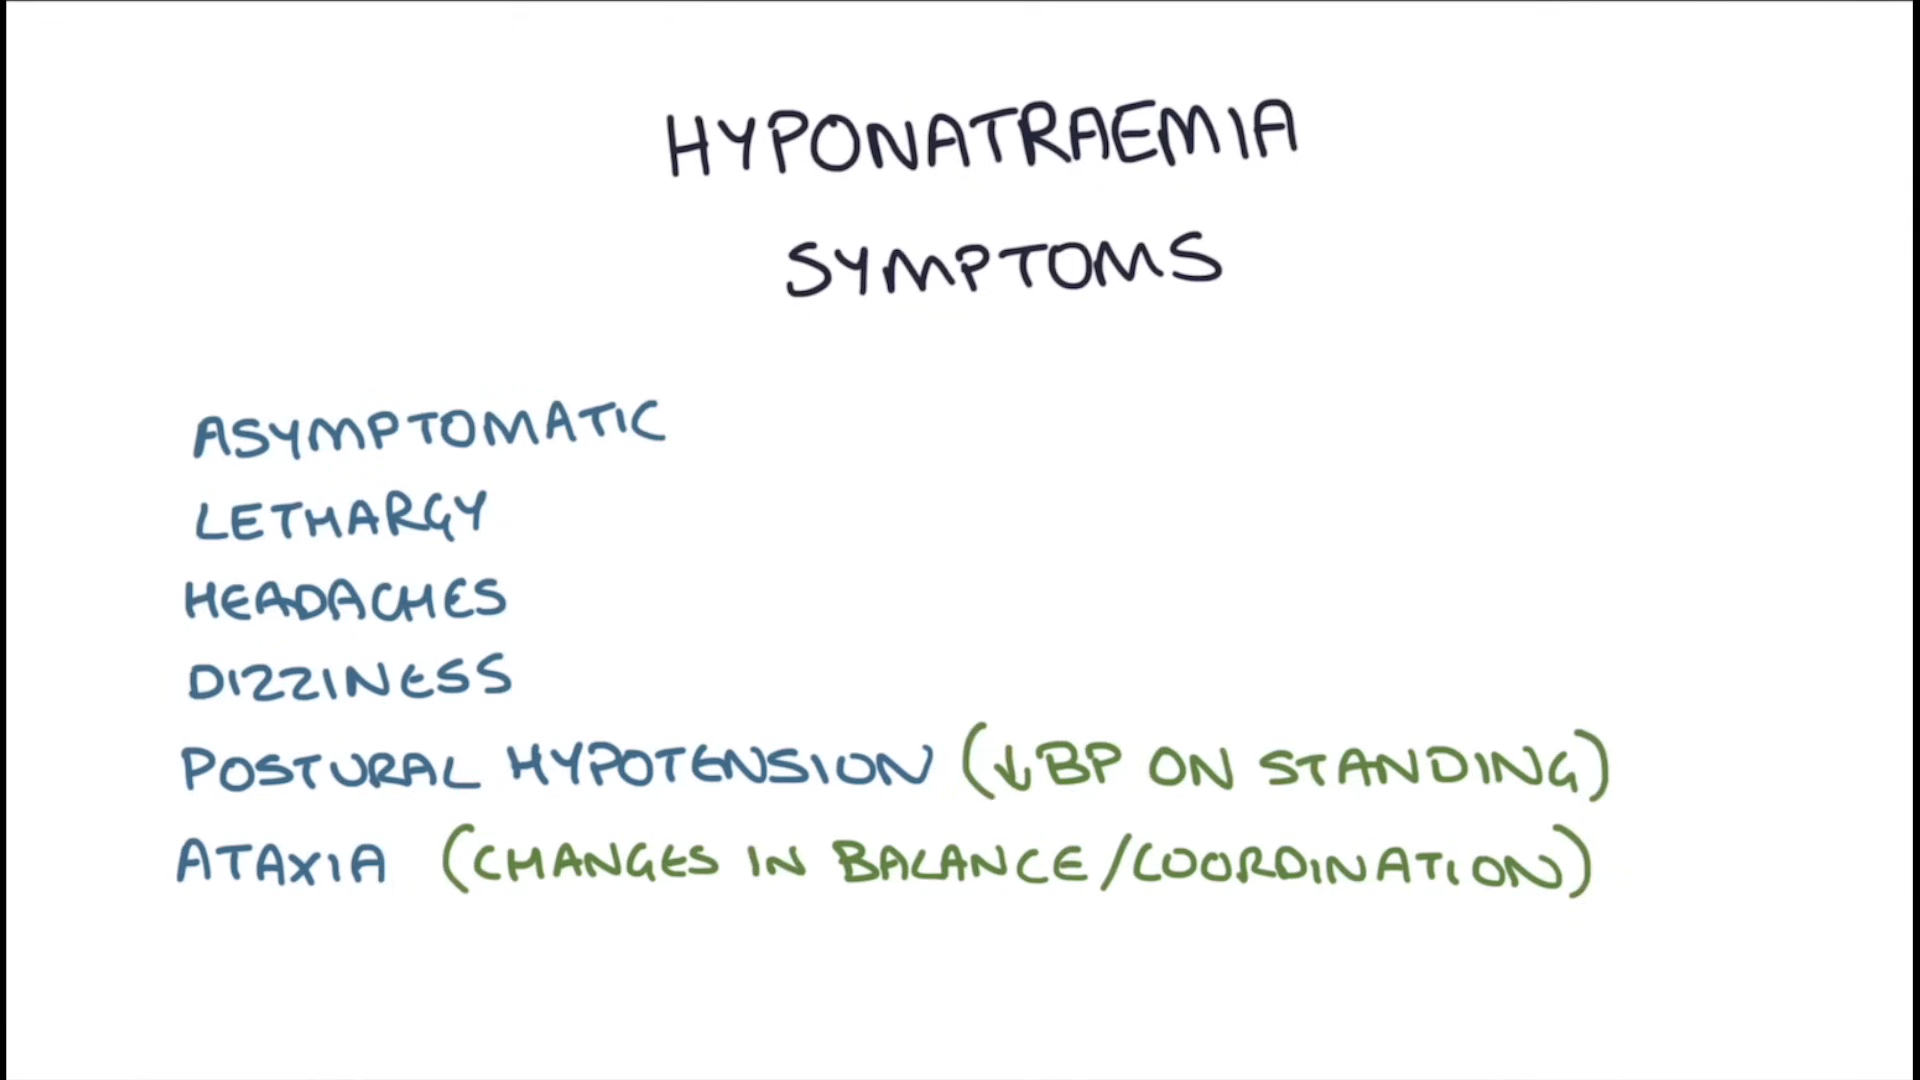 HYPONATRAEMIA
SYMPTOMS
ASYMPTOMATIC
LETHARGY
HEADACHES
DIZZINESS
POSTURAL HYPOTENSION (↓BP ON STANDING)
ATAXIA (CHANGES IN BALANCE/COORDINATION)